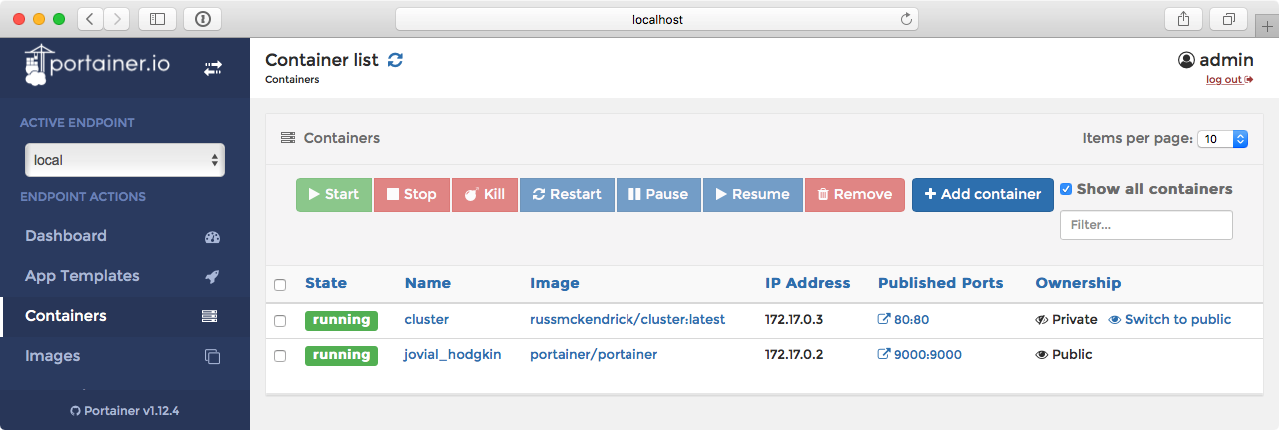 localhost
portainer.io
Container list
Containers
admin
log out
ACTIVE ENDPOINT
local
ENDPOINT ACTIONS
Dashboard
App Templates
Containers
Images
Portainer v1.12.4
Containers
Items per page: 10
Start Stop Kill Restart Pause Resume Remove Add container Show all containers
Filter...
State Name Image IP Address Published Ports Ownership
running cluster russmckendrick/cluster:latest 172.17.0.3 80:80 Private Switch to public
running jovial_hodgkin portainer/portainer 172.17.0.2 9000:9000 Public